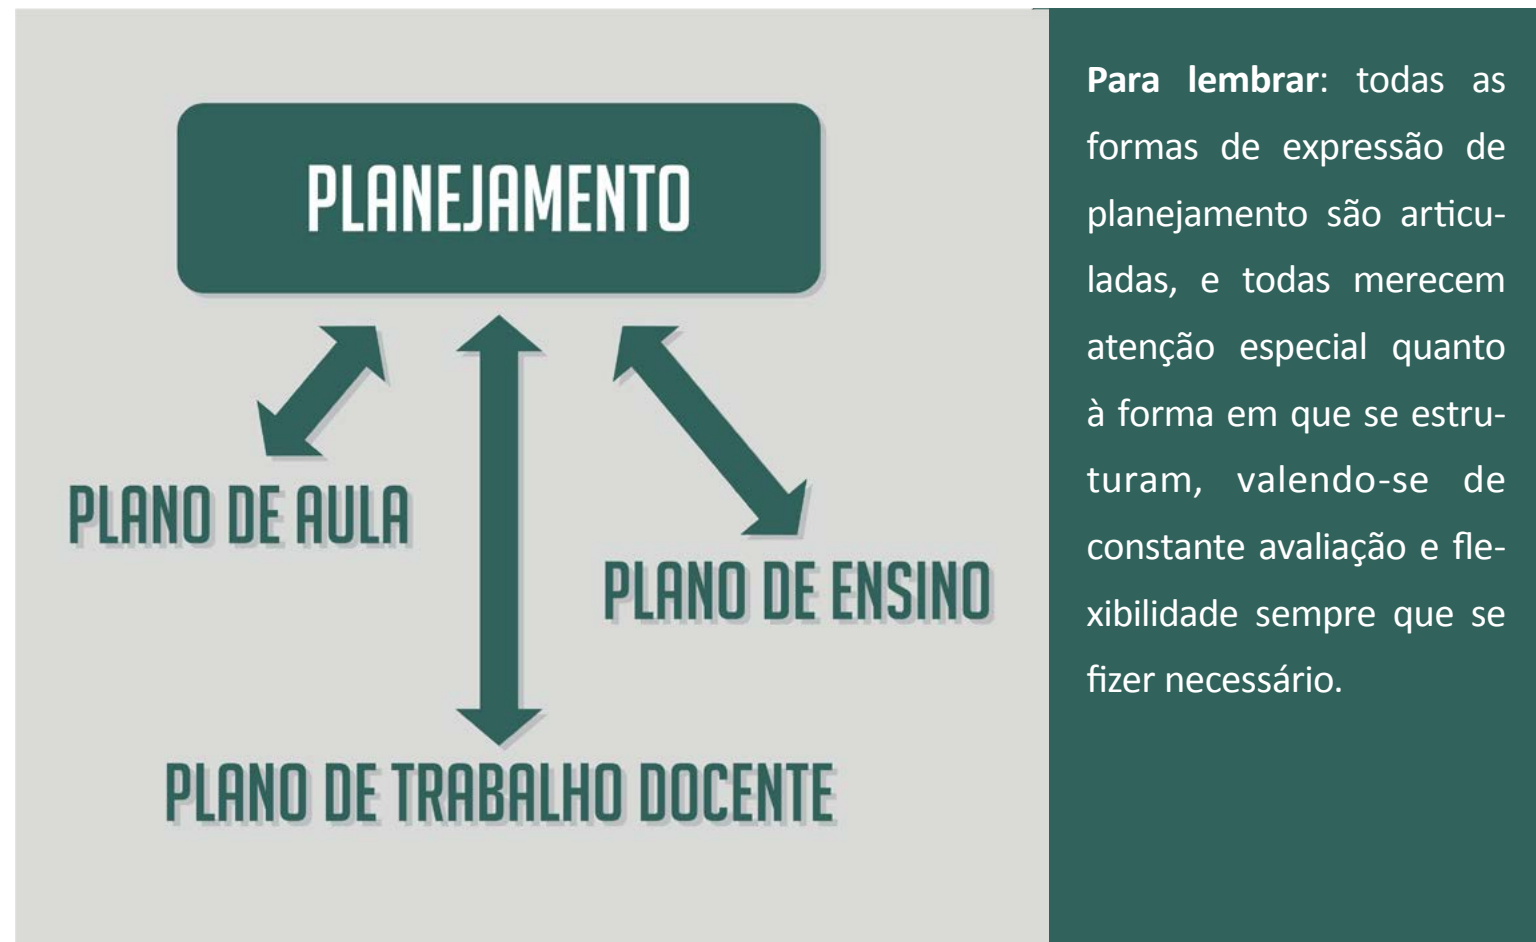 PLANEJAMENTO
PLANO DE AULA
PLANO DE ENSINO
PLANO DE TRABALHO DOCENTE
Para lembrar: todas as
formas de expressão de
planejamento são articu-
ladas, e todas merecem
atenção especial quanto
à forma em que se estru-
turam, valendo-se de
constante avaliação e fle-
xibilidade sempre que se
fizer necessário.